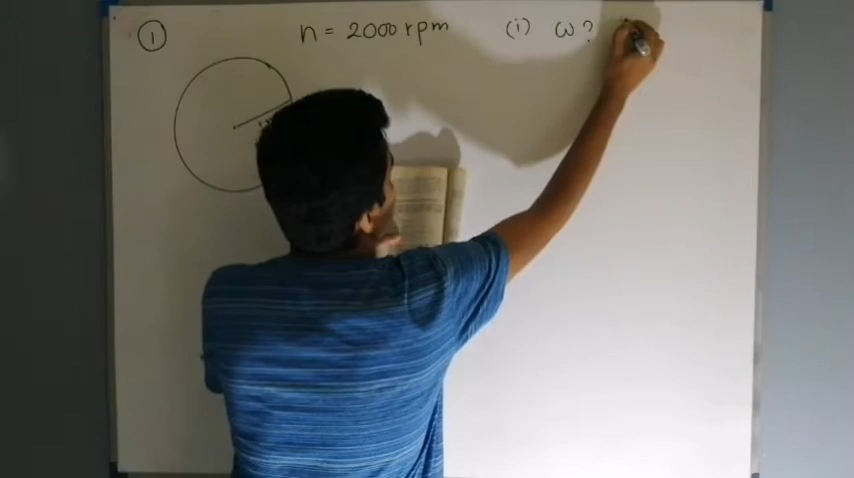 ① n = 2000 rpm (i) ω?